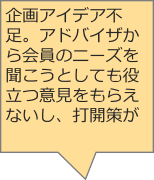 企画アイデア不
足。アドバイザか
ら会員のニーズを
聞こうとしても役
立つ意見をもらえ
ないし、打開策が